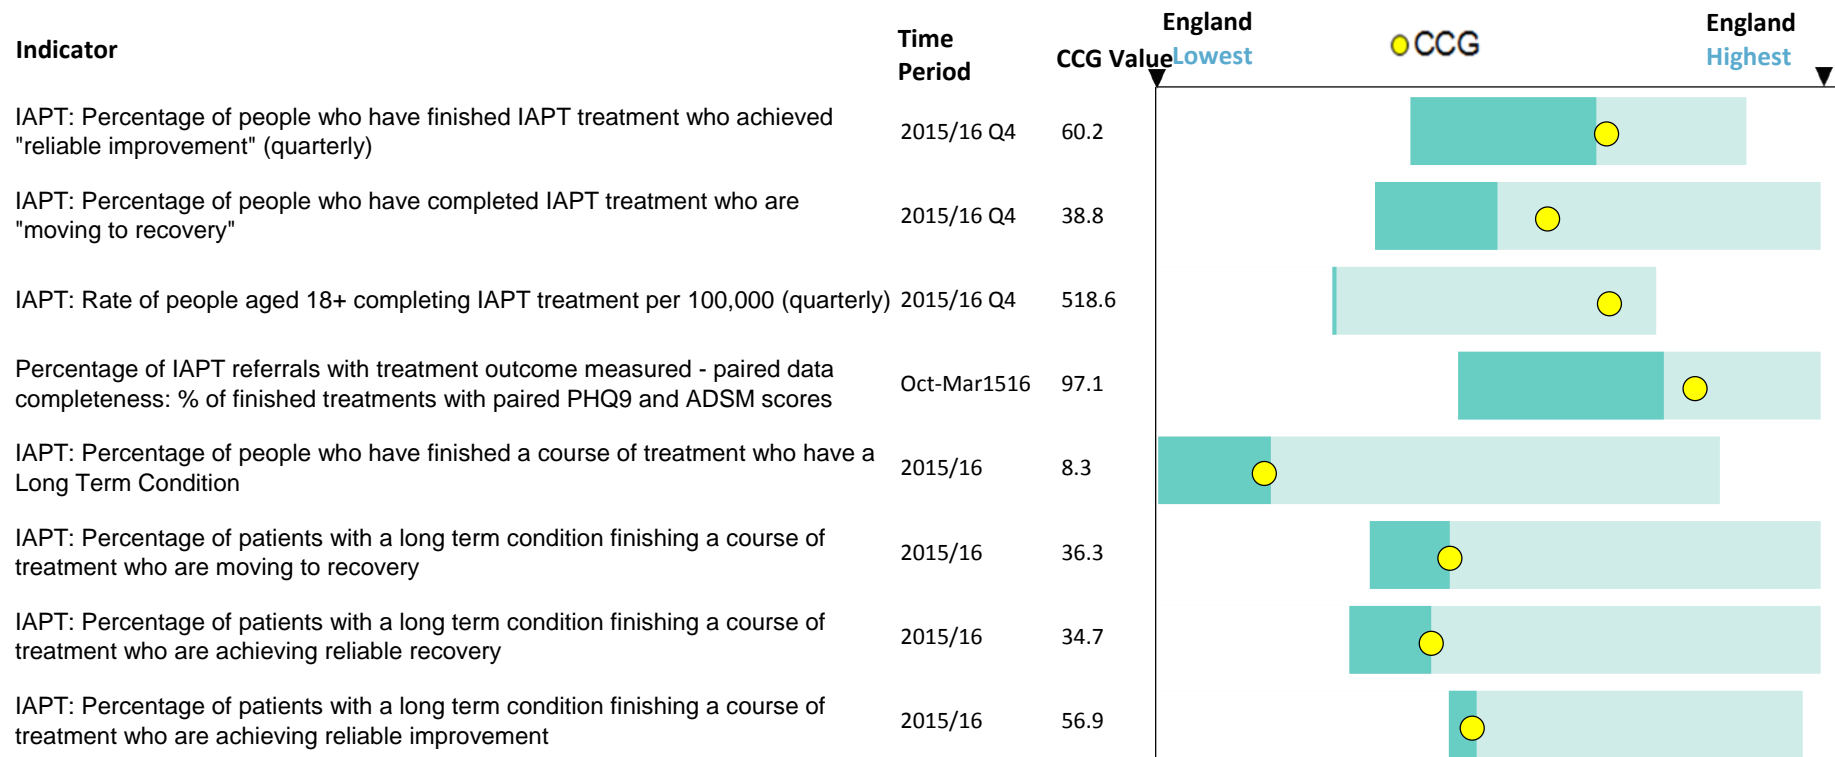 Indicator
Time
Period
CCG Value
England
Lowest
CCG
England
Highest
IAPT: Percentage of people who have finished IAPT treatment who achieved
"reliable improvement" (quarterly)
2015/16 Q4
60.2
IAPT: Percentage of people who have completed IAPT treatment who are
"moving to recovery"
2015/16 Q4
38.8
IAPT: Rate of people aged 18+ completing IAPT treatment per 100,000 (quarterly)
2015/16 Q4
518.6
Percentage of IAPT referrals with treatment outcome measured - paired data
completeness: % of finished treatments with paired PHQ9 and ADSM scores
Oct-Mar1516
97.1
IAPT: Percentage of people who have finished a course of treatment who have a
Long Term Condition
2015/16
8.3
IAPT: Percentage of patients with a long term condition finishing a course of
treatment who are moving to recovery
2015/16
36.3
IAPT: Percentage of patients with a long term condition finishing a course of
treatment who are achieving reliable recovery
2015/16
34.7
IAPT: Percentage of patients with a long term condition finishing a course of
treatment who are achieving reliable improvement
2015/16
56.9